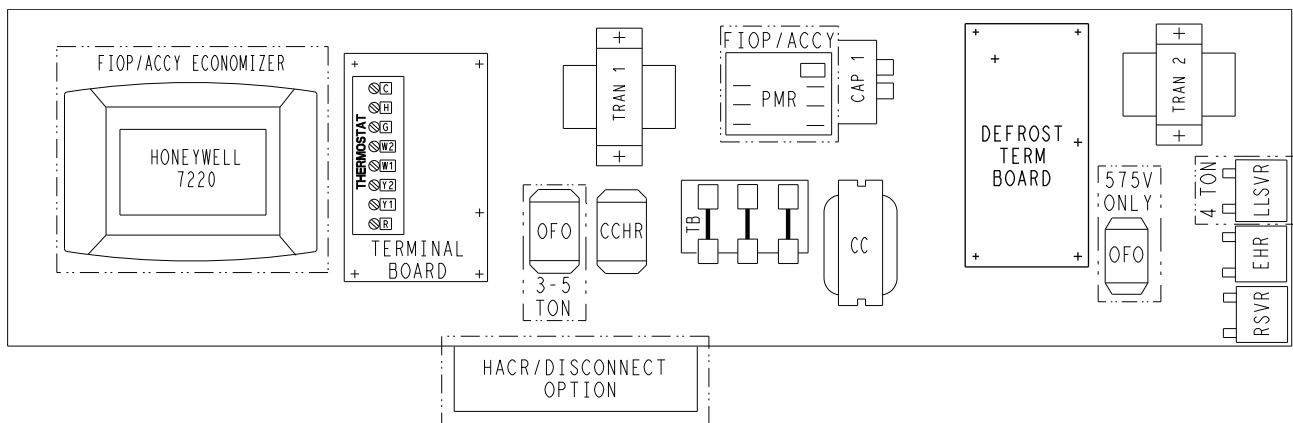 FIOP/ACCY ECONOMIZER
HONEYWELL
7220
THERMOSTAT
C
H
G
W2
W1
Y2
Y1
R
TERMINAL
BOARD
TRAN 1
OFO
3-5
TON
CCHR
FIOP/ACCY
PMR
CAP 1
TB
CC
DEFROST
TERM
BOARD
TRAN 2
575V
ONLY
OFO
4 TON
LLSVR
EHR
RSVR
HACR/DISCONNECT
OPTION